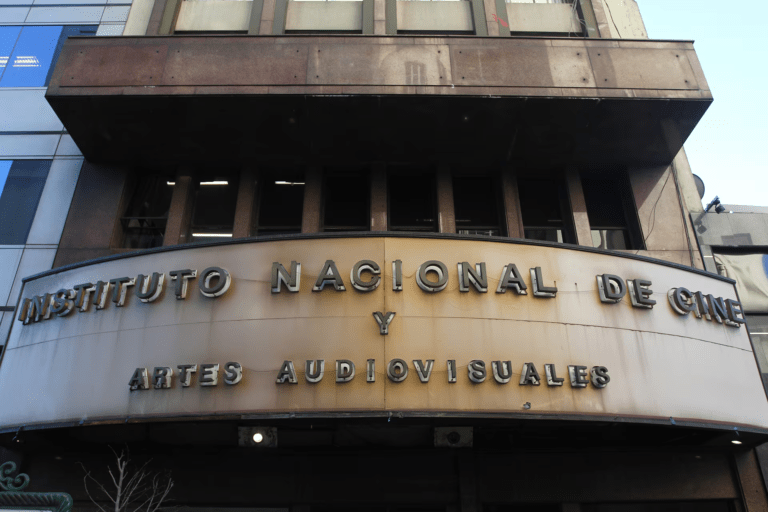 INSTITUTO NACIONAL DE CINE
Y
ARTES AUDIOVISUALES